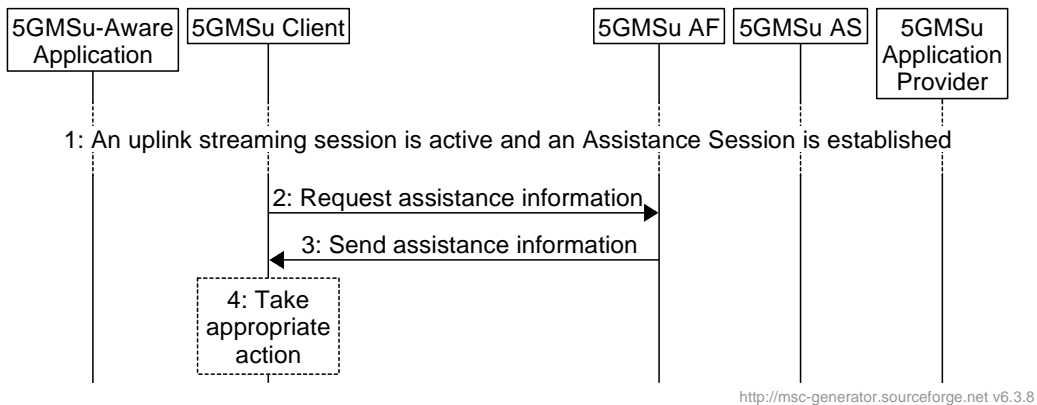 5GMSu-Aware
Application
5GMSu Client
5GMSu AF
5GMSu AS
5GMSu
Application
Provider
1: An uplink streaming session is active and an Assistance Session is established
2: Request assistance information
3: Send assistance information
4: Take
appropriate
action
http://msc-generator.sourceforge.net v6.3.8